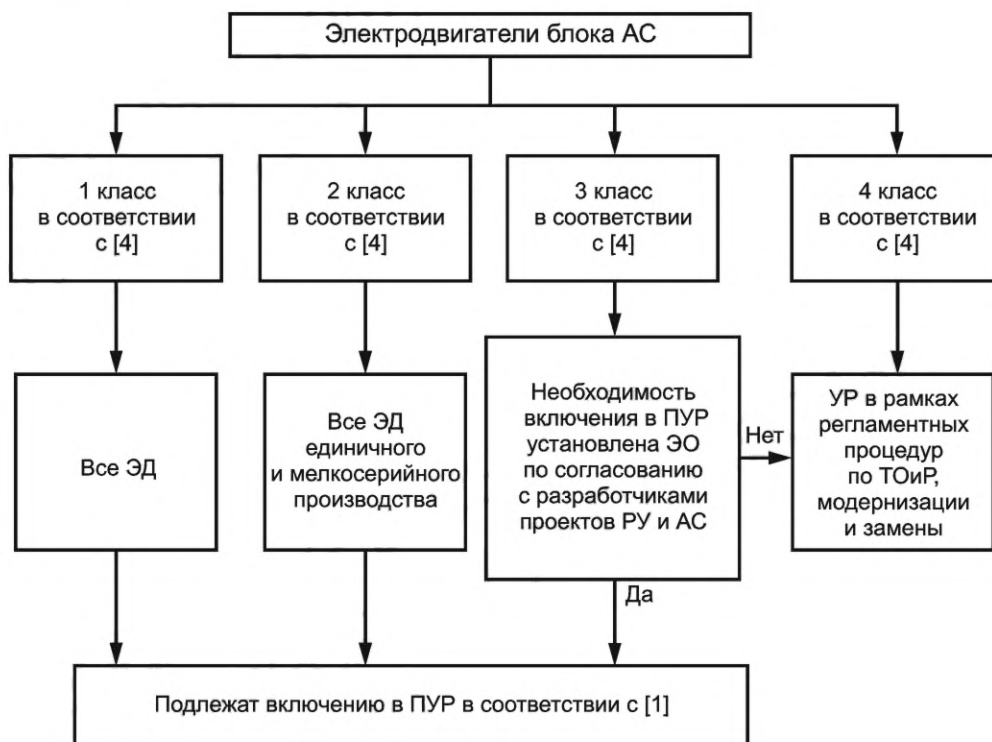 Электродвигатели блока АС
1 класс
в соответствии
с [4]
2 класс
в соответствии
с [4]
3 класс
в соответствии
с [4]
4 класс
в соответствии
с [4]
Все ЭД
Все ЭД
единичного
и мелкосерийного
производства
Необходимость
включения в ПУР
установлена ЭО
по согласованию
с разработчиками
проектов РУ и АС
Нет
УР в рамках
регламентных
процедур
по ТОиР,
модернизации
и замены
Да
Подлежат включению в ПУР в соответствии с [1]